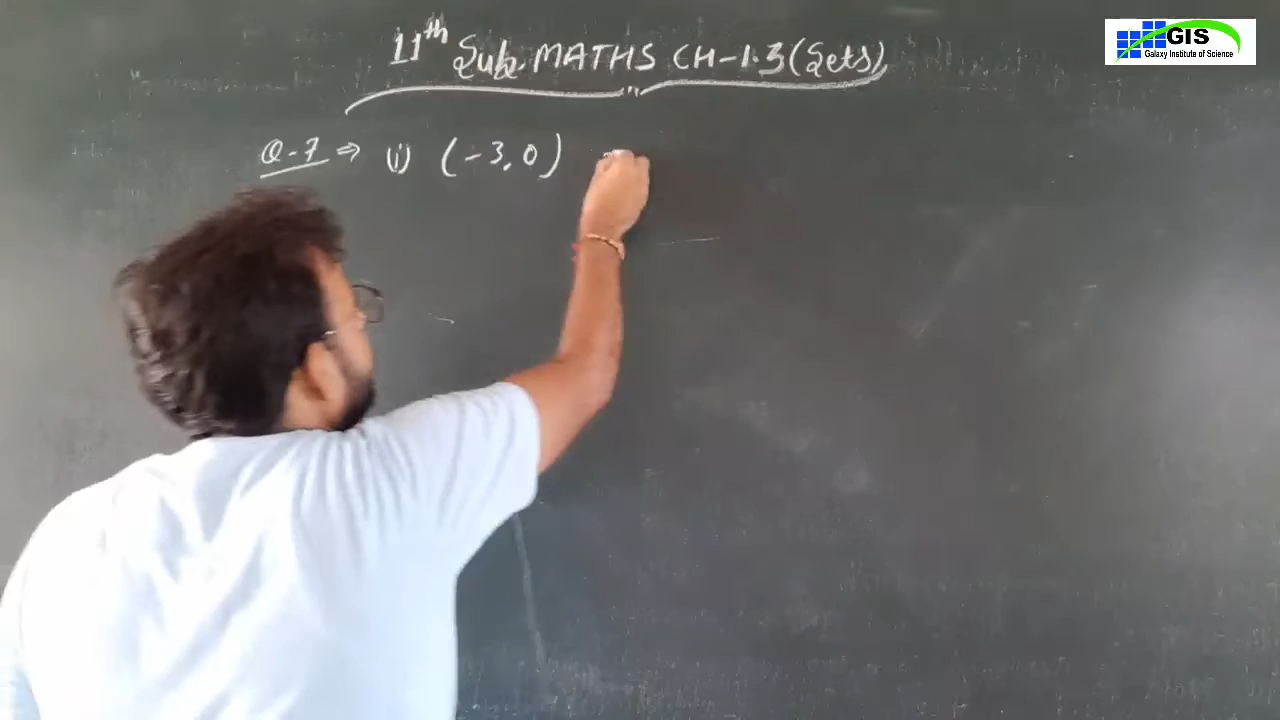 11th Sub. MATHS CH-1.3 (Sets)
Q-7 ⇒ (i) (-3,0)
GIS
Galaxy Institute of Science